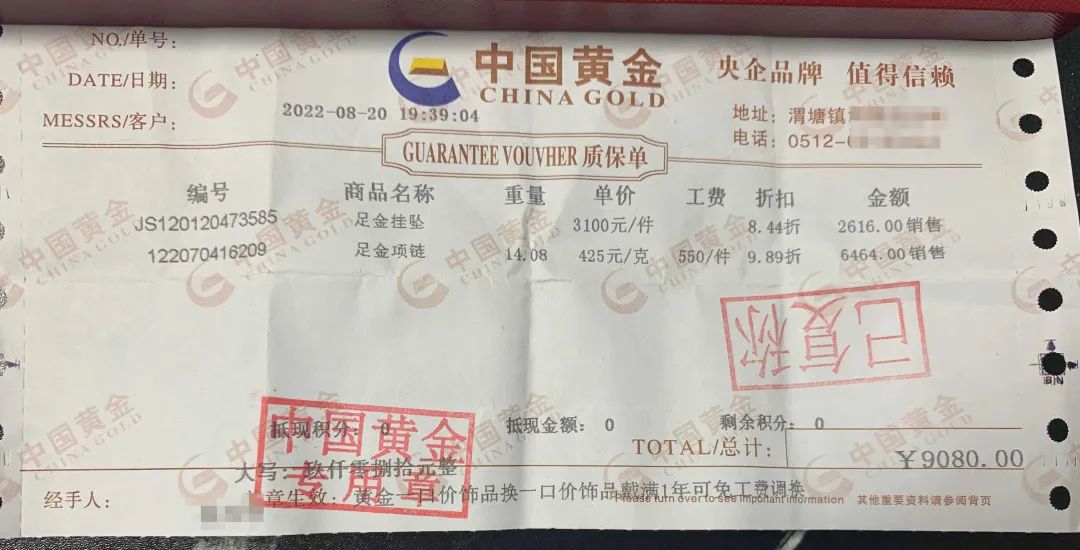 NO./单号:
DATE/日期:
MESSRS/客户:
2022-08-20 19:39:04
中国黄金
CHINA GOLD
央企品牌 值得信赖
地址: 渭塘镇
电话: 0512-
GUARANTEE VOUVHER 质保单
编号 商品名称 重量 单价 工费 折扣 金额
JS120120473585 足金挂坠 3100元/件 8.44折 2616.00销售
122070416209 足金项链 14.08 425元/克 550/件 9.89折 6464.00销售
已复称
抵现积分: 0 抵现金额: 0 剩余积分: 0
中国黄金
专用章
TOTAL/总计: ¥9080.00
大写: 玖仟零捌拾元整
经手人:
章生效: 黄金一口价饰品换一口价饰品戴满1年可免工费调换
Please turn over to see important information 其他重要资料请参阅背页